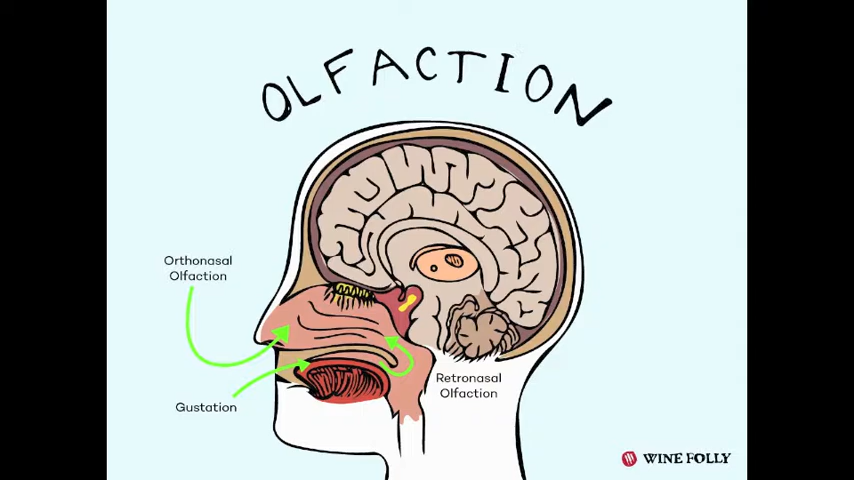 OLFACTION
Orthonasal
Olfaction
Gustation
Retronasal
Olfaction
WINE FOLLY